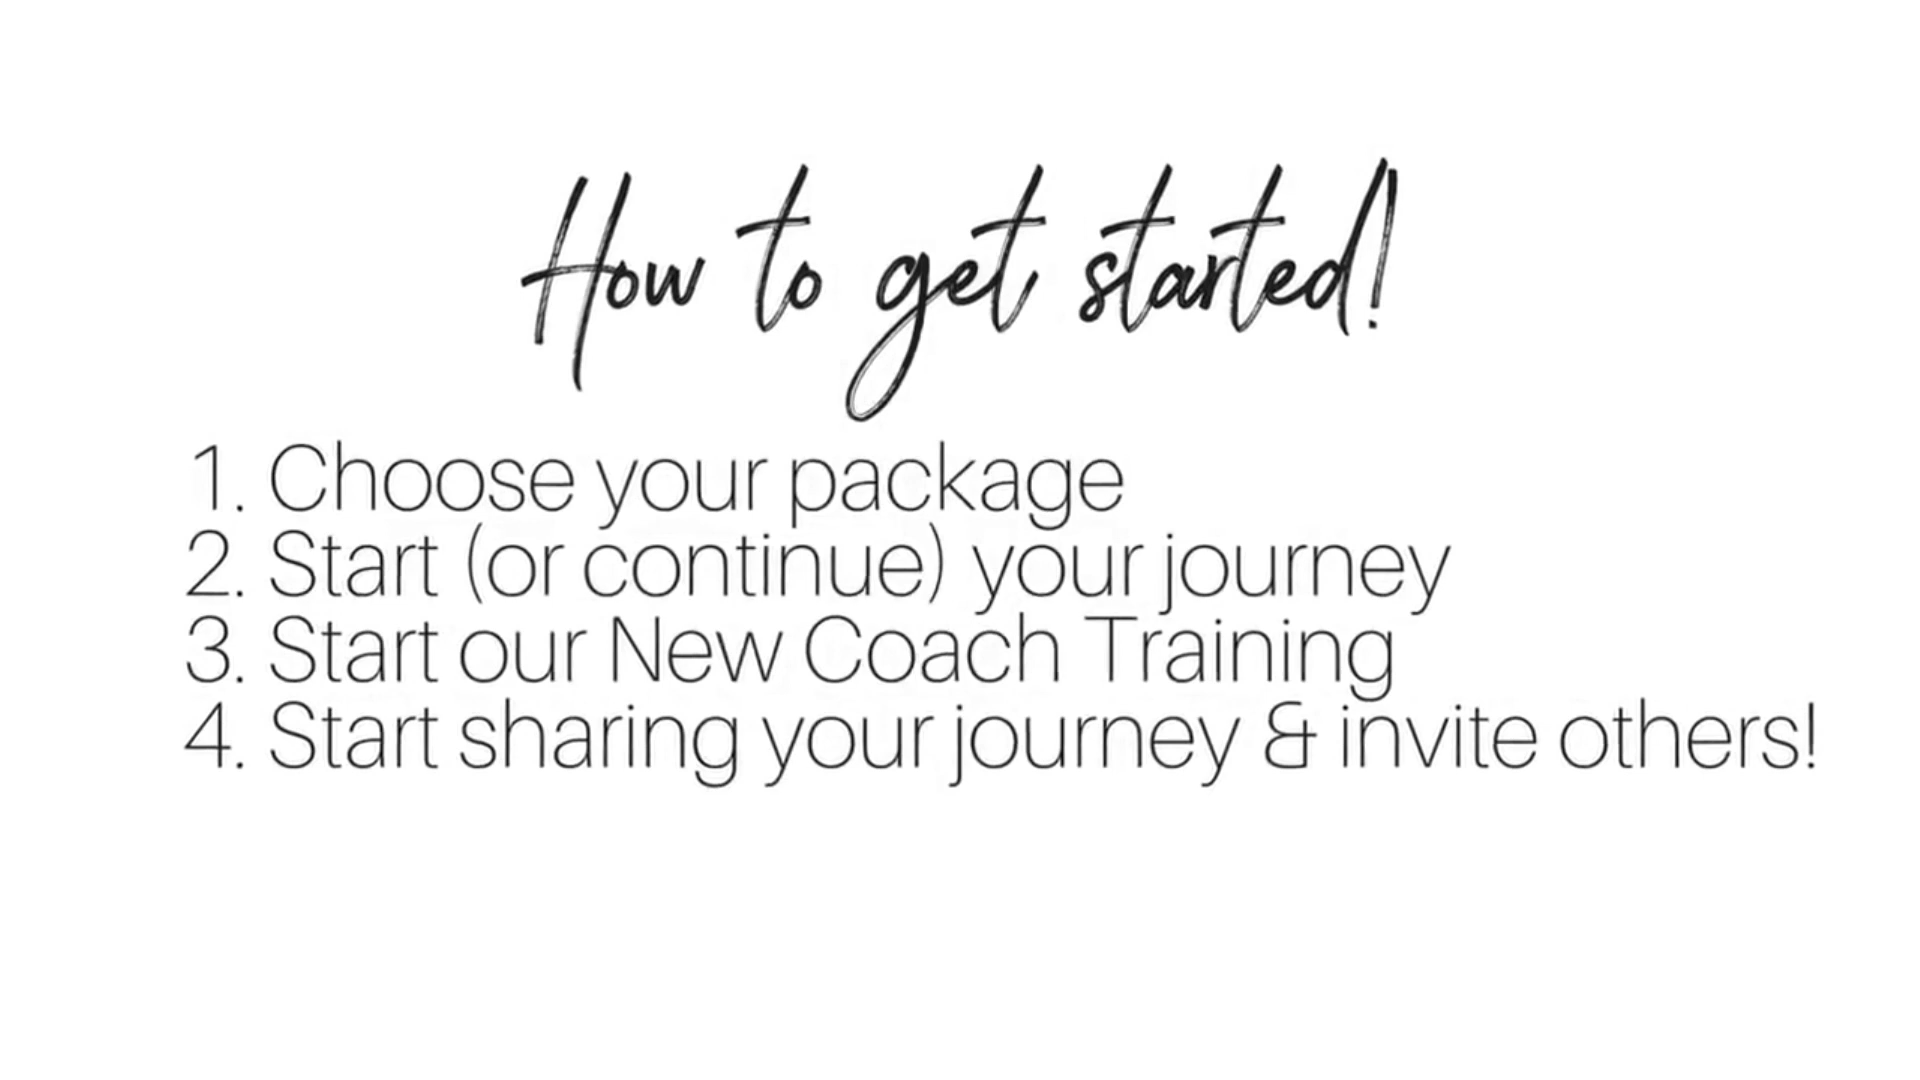 How to get started!
1. Choose your package
2. Start (or continue) your journey
3. Start our New Coach Training
4. Start sharing your journey & invite others!